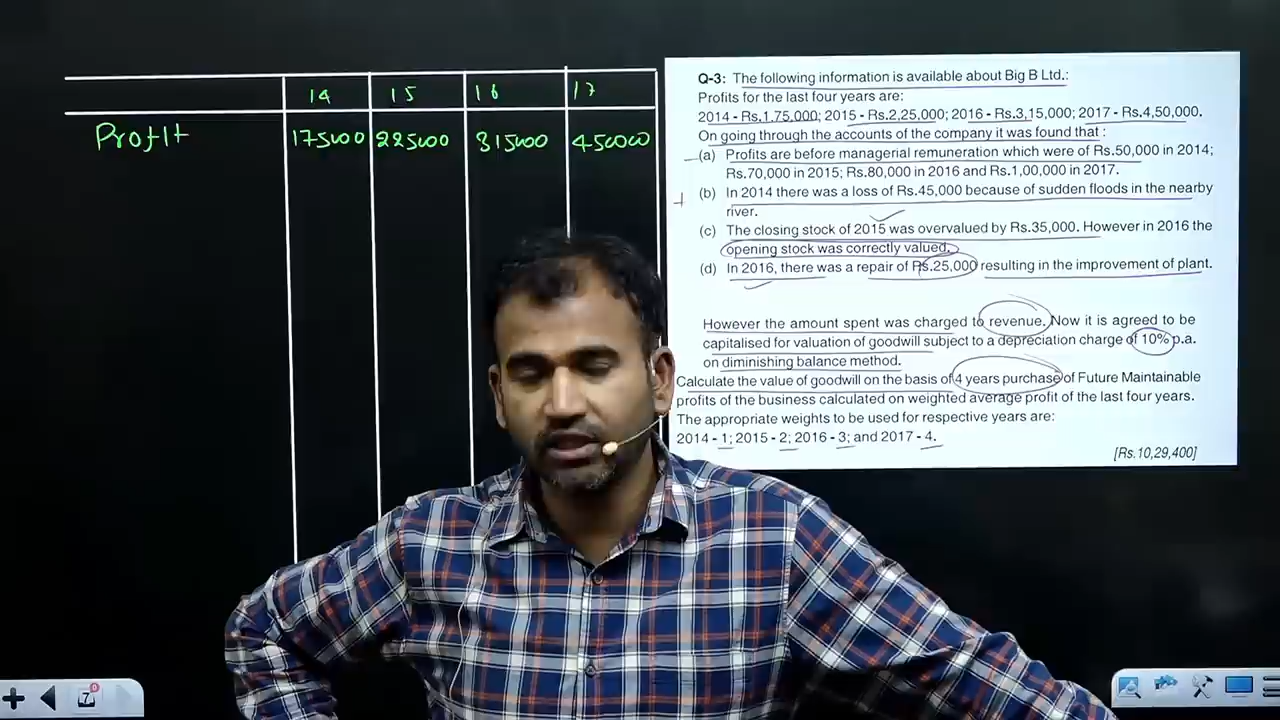 14 15 16 17
Profit 175000 225000 315000 450000
Q-3: The following information is available about Big B Ltd.:
Profits for the last four years are:
2014 - Rs.1,75,000; 2015 - Rs.2,25,000; 2016 - Rs.3,15,000; 2017 - Rs.4,50,000.
On going through the accounts of the company it was found that :
(a) Profits are before managerial remuneration which were of Rs.50,000 in 2014;
Rs.70,000 in 2015; Rs.80,000 in 2016 and Rs.1,00,000 in 2017.
(b) In 2014 there was a loss of Rs.45,000 because of sudden floods in the nearby
river.
(c) The closing stock of 2015 was overvalued by Rs.35,000. However in 2016 the
opening stock was correctly valued.
(d) In 2016, there was a repair of Rs.25,000 resulting in the improvement of plant.
However the amount spent was charged to revenue. Now it is agreed to be
capitalised for valuation of goodwill subject to a depreciation charge of 10% p.a.
on diminishing balance method.
Calculate the value of goodwill on the basis of 4 years purchase of Future Maintainable
profits of the business calculated on weighted average profit of the last four years.
The appropriate weights to be used for respective years are:
2014 - 1; 2015 - 2; 2016 - 3; and 2017 - 4.
[Rs.10,29,400]
7